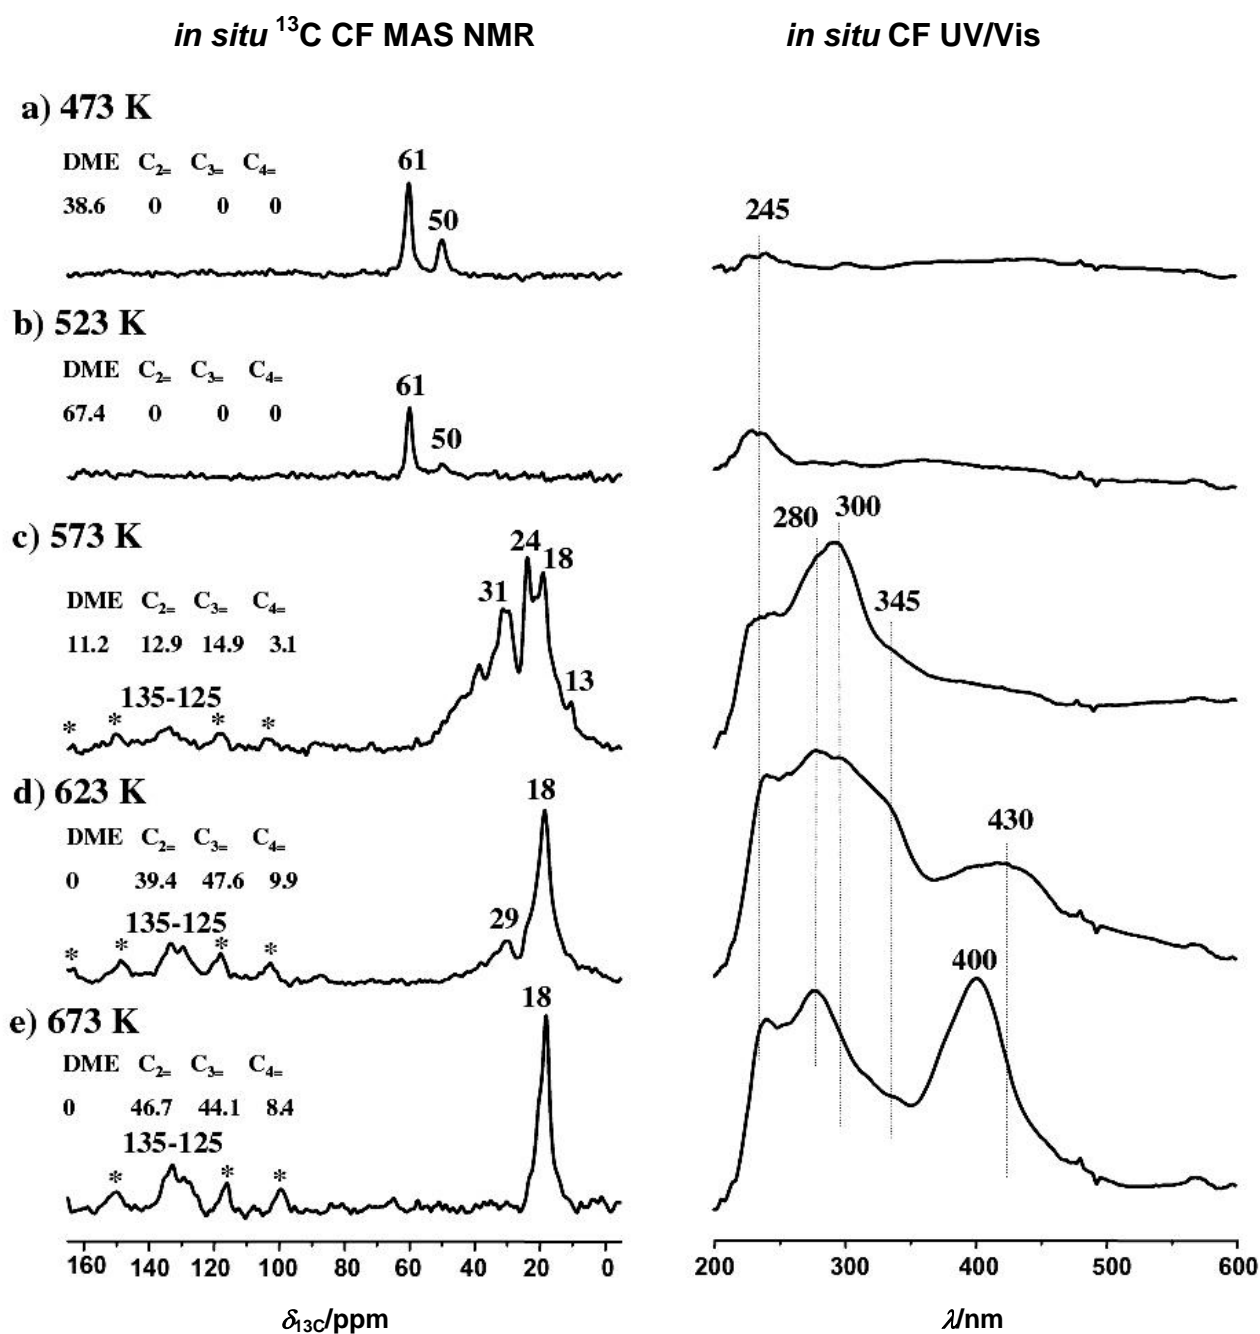 in situ ¹³C CF MAS NMR
in situ CF UV/Vis
a) 473 K
DME C₂₌ C₃₌ C₄₌
38.6 0 0 0
61
50
245
b) 523 K
DME C₂₌ C₃₌ C₄₌
67.4 0 0 0
61
50
c) 573 K
DME C₂₌ C₃₌ C₄₌
11.2 12.9 14.9 3.1
135-125
* * * *
31
24
18
13
280
300
345
d) 623 K
DME C₂₌ C₃₌ C₄₌
0 39.4 47.6 9.9
135-125
* * * *
29
18
430
e) 673 K
DME C₂₌ C₃₌ C₄₌
0 46.7 44.1 8.4
135-125
* * *
18
400
160 140 120 100 80 60 40 20 0
200 300 400 500 600
δ₁₃C/ppm
λ/nm